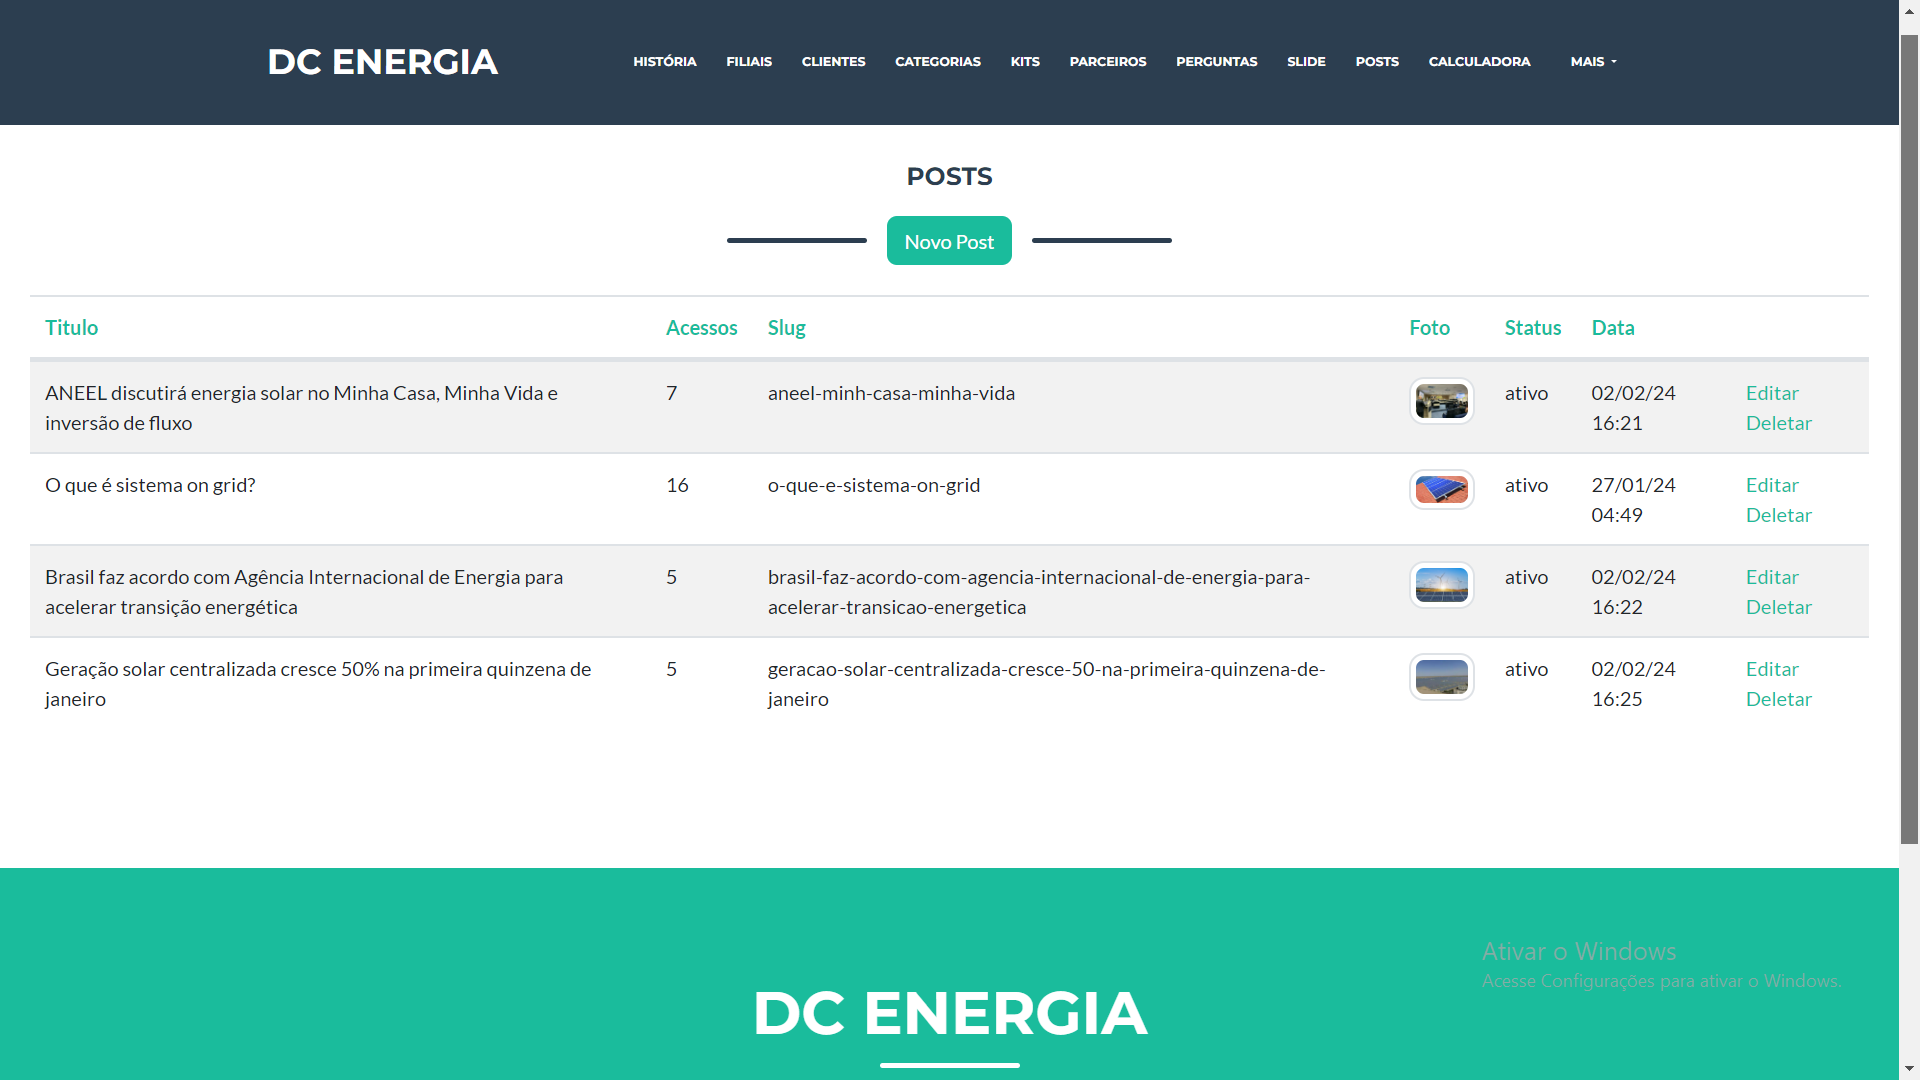 DC ENERGIA
HISTÓRIA FILIAIS CLIENTES CATEGORIAS KITS PARCEIROS PERGUNTAS SLIDE POSTS CALCULADORA MAIS
POSTS
Novo Post
Titulo Acessos Slug Foto Status Data
ANEEL discutirá energia solar no Minha Casa, Minha Vida e
inversão de fluxo
7
aneel-minh-casa-minha-vida
ativo
02/02/24
16:21
Editar
Deletar
O que é sistema on grid?
16
o-que-e-sistema-on-grid
ativo
27/01/24
04:49
Editar
Deletar
Brasil faz acordo com Agência Internacional de Energia para
acelerar transição energética
5
brasil-faz-acordo-com-agencia-internacional-de-energia-para-
acelerar-transicao-energetica
ativo
02/02/24
16:22
Editar
Deletar
Geração solar centralizada cresce 50% na primeira quinzena de
janeiro
5
geracao-solar-centralizada-cresce-50-na-primeira-quinzena-de-
janeiro
ativo
02/02/24
16:25
Editar
Deletar
Ativar o Windows
Acesse Configurações para ativar o Windows.
DC ENERGIA